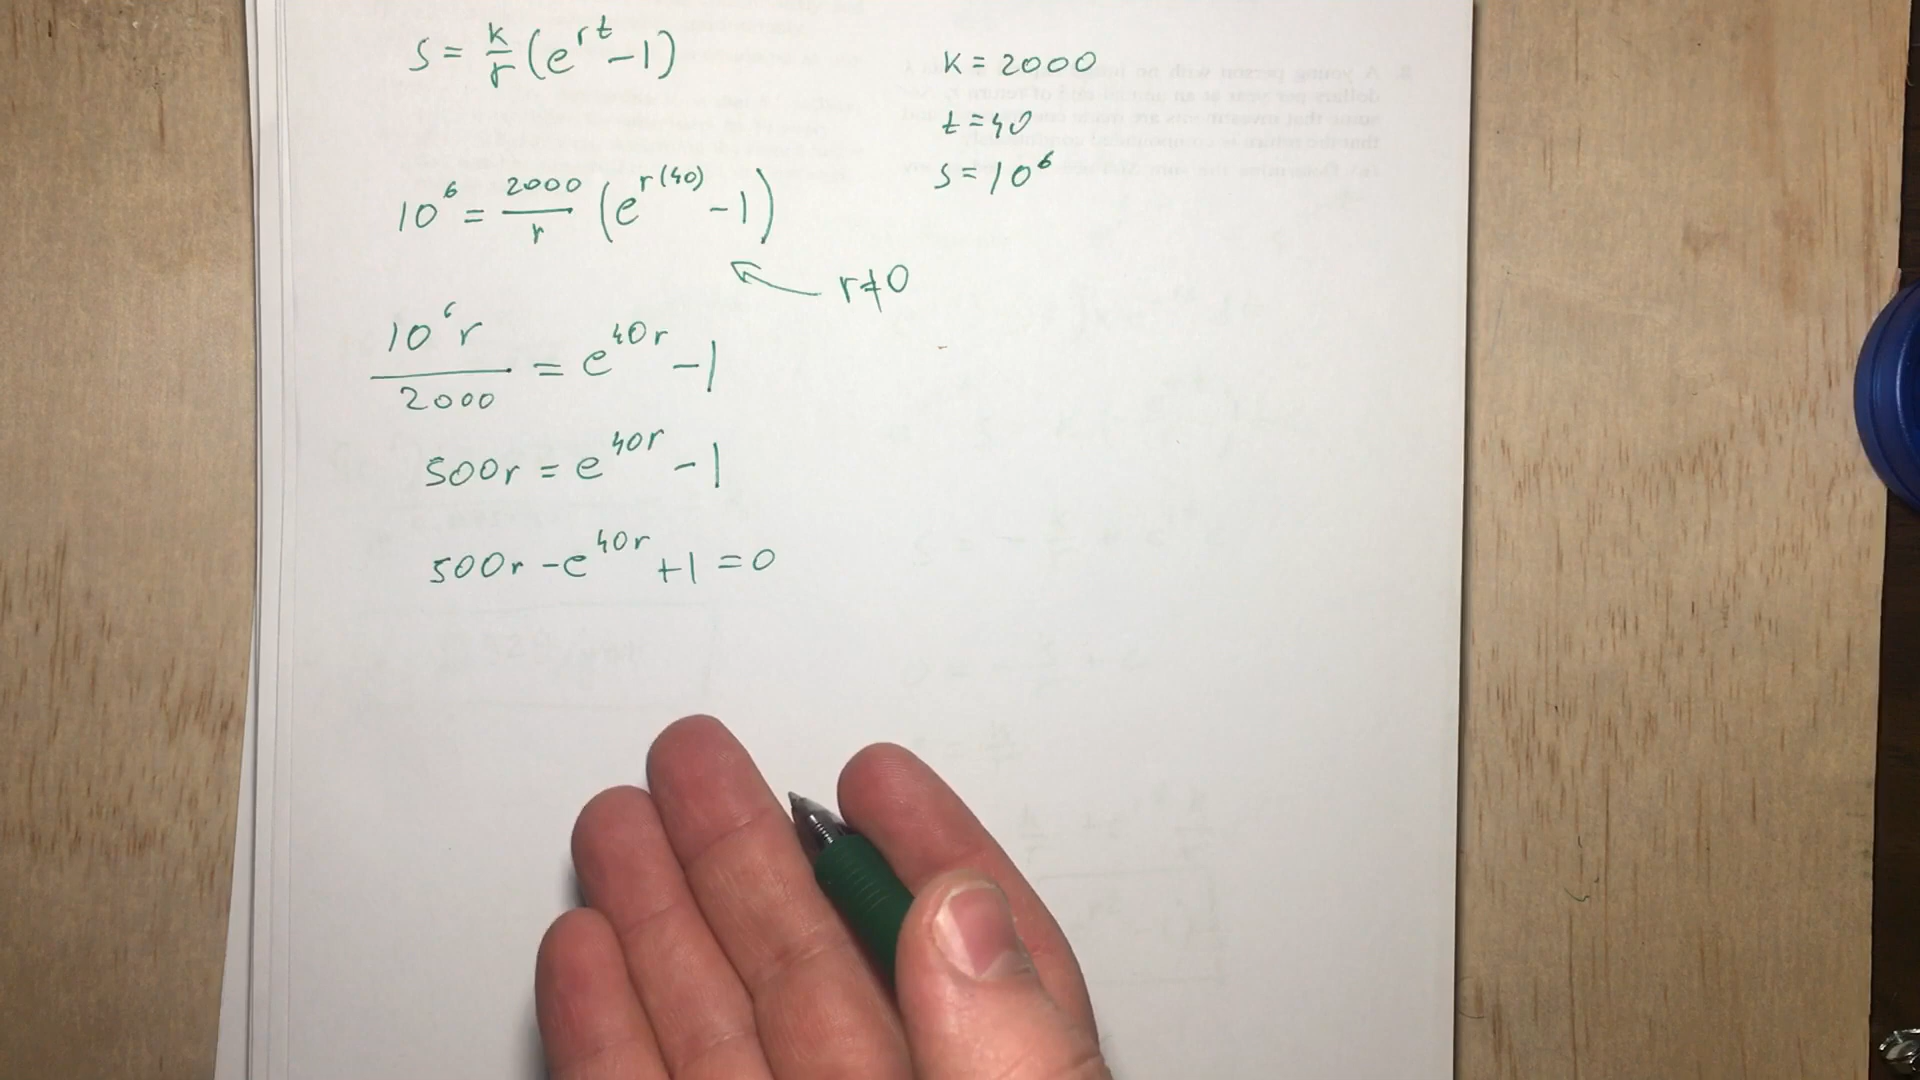 S = k/r (e^{rt} - 1)
k = 2000
t = 40
S = 10^6
10^6 = 2000/r (e^{r(40)} - 1)
r ≠ 0
10^6 r / 2000 = e^{40r} - 1
500r = e^{40r} - 1
500r - e^{40r} + 1 = 0